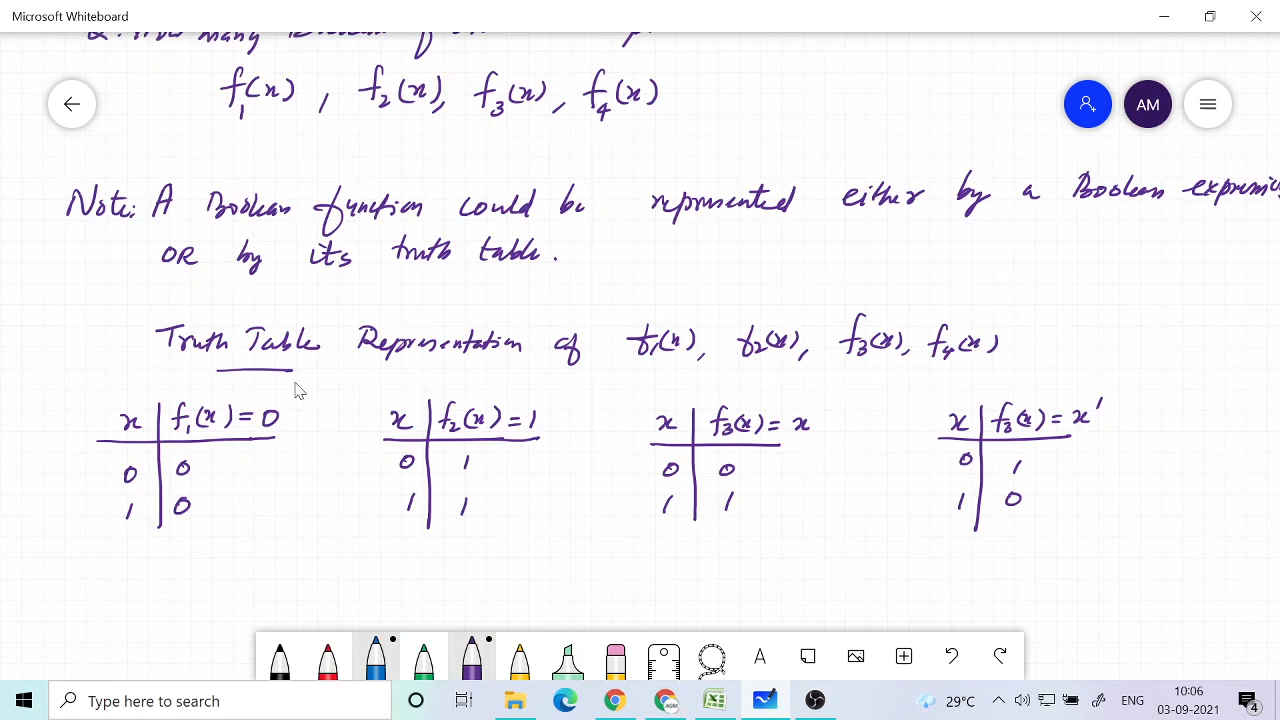 Microsoft Whiteboard
many
f1(x) , f2(x), f3(x), f4(x)
AM
Note: A Boolean function could be represented either by a Boolean
OR by its truth table.
Truth Table Representation of f1(x), f2(x), f3(x), f4(x)
x f1(x) = 0 x f2(x) = 1 x f3(x) = x x f3(x) = x'
0 0 0 1 0 0 0 1
1 0 1 1 1 1 1 0
A
Type here to search
AGM
29°C
ENG
10:06
03-09-2021
4